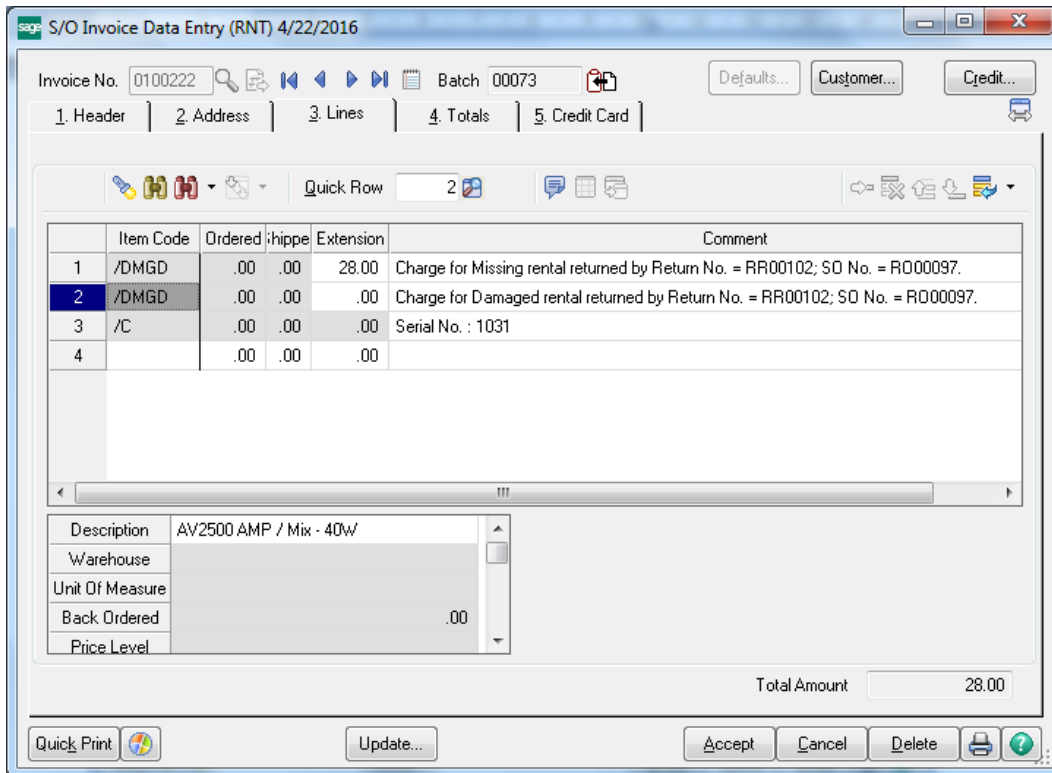 sage S/O Invoice Data Entry (RNT) 4/22/2016
Invoice No. 0100222 Batch 00073 Defaults... Customer... Credit...
1. Header 2. Address 3. Lines 4. Totals 5. Credit Card
Quick Row 2
Item Code Ordered Shippe Extension Comment
1 /DMGD .00 .00 28.00 Charge for Missing rental returned by Return No. = RR00102; SO No. = RO00097.
2 /DMGD .00 .00 .00 Charge for Damaged rental returned by Return No. = RR00102; SO No. = RO00097.
3 /C .00 .00 .00 Serial No. : 1031
4 .00 .00 .00
Description AV2500 AMP / Mix - 40W
Warehouse
Unit Of Measure
Back Ordered .00
Price Level
Total Amount 28.00
Quick Print Update... Accept Cancel Delete